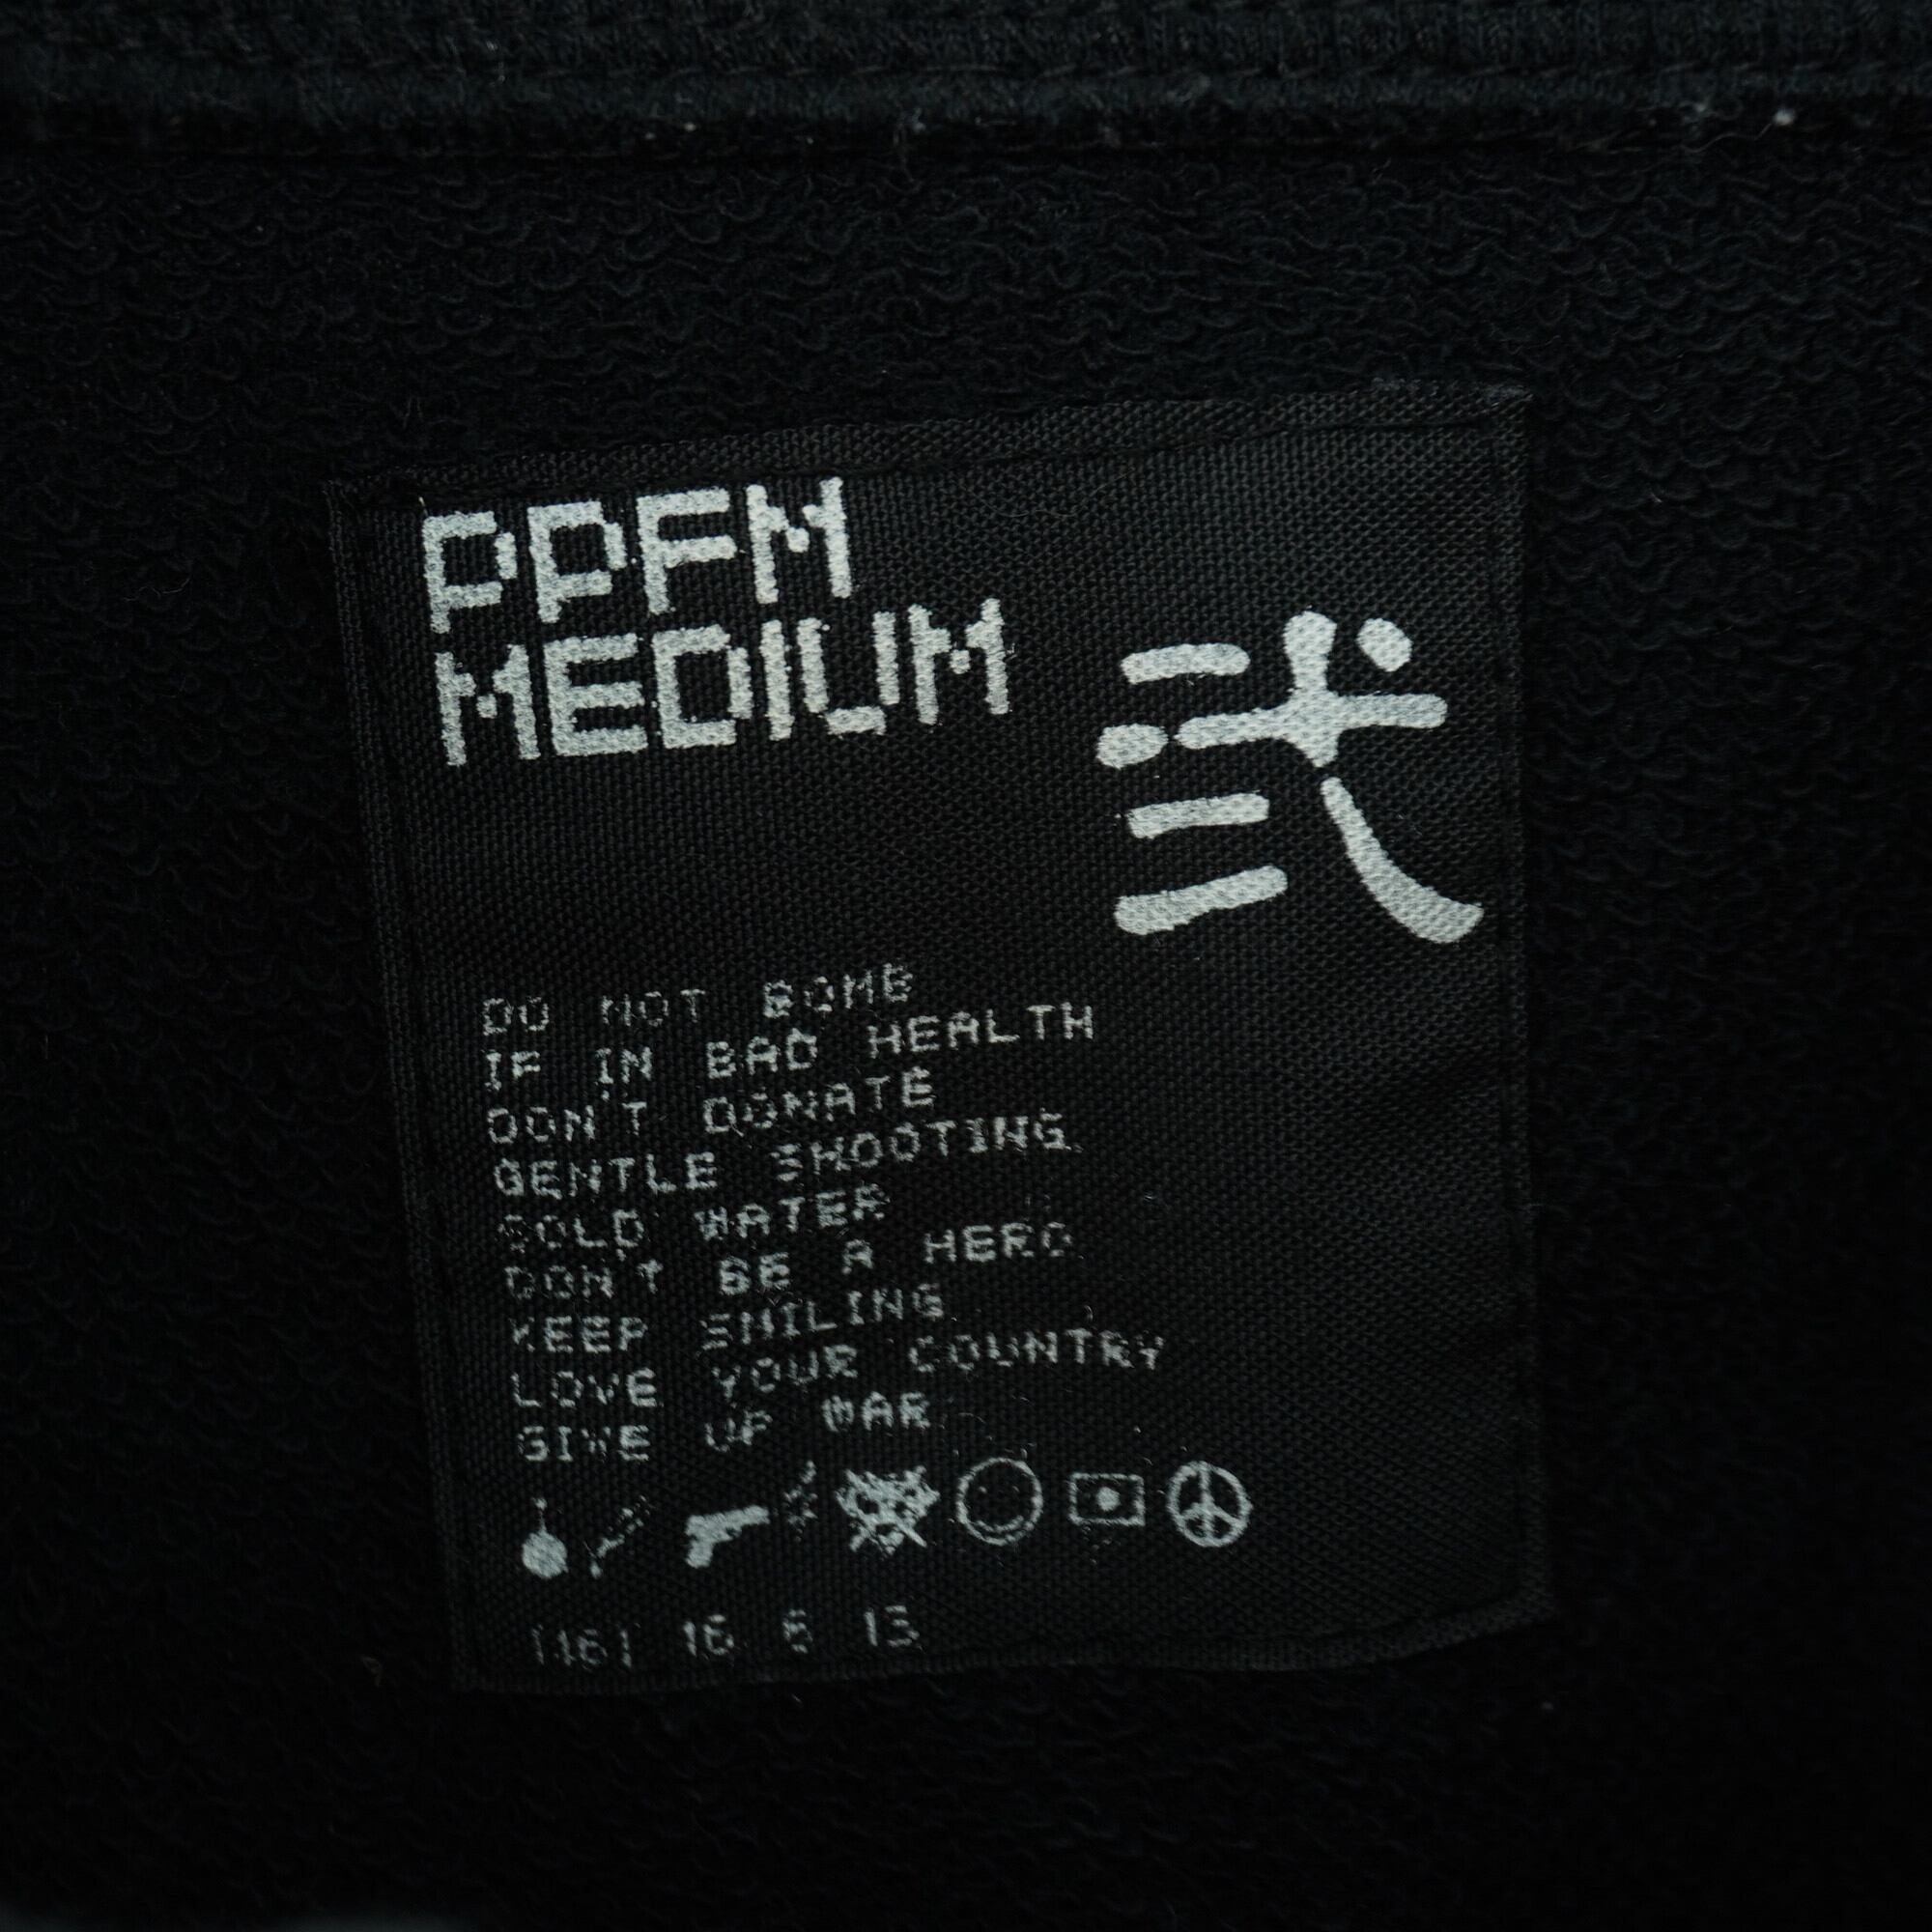 PPFM
MEDIUM
弐
DO NOT BOMB
IF IN BAD HEALTH
DON'T DONATE
GENTLE SHOOTING
COLD WATER
DON'T BE A HERO
KEEP SMILING
LOVE YOUR COUNTRY
GIVE UP WAR
16 6 13